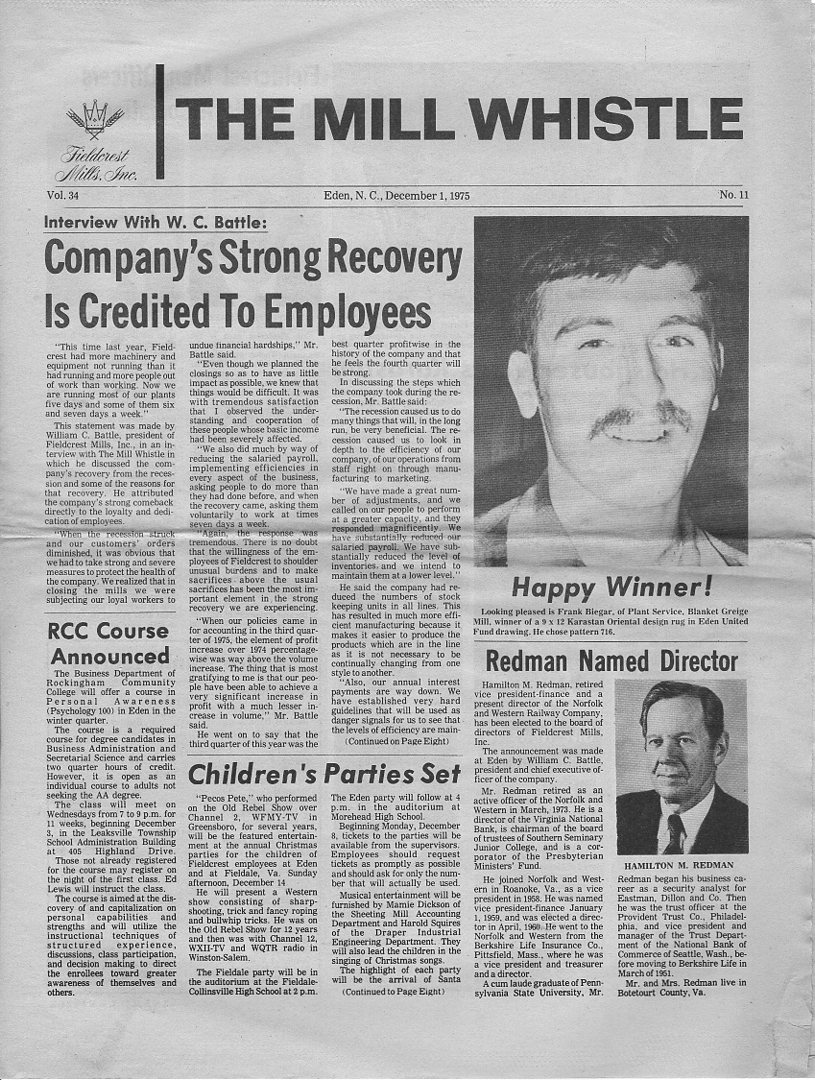 THE MILL WHISTLE
Fieldcrest
Mills, Inc.
Vol. 34
Eden, N. C., December 1, 1975
No. 11
Interview With W. C. Battle:
Company's Strong Recovery
Is Credited To Employees
"This time last year, Field-
crest had more machinery and
equipment not running than it
had running and more people out
of work than working. Now we
are running most of our plants
five days and some of them six
and seven days a week."
This statement was made by
William C. Battle, president of
Fieldcrest Mills, Inc., in an in-
terview with The Mill Whistle in
which he discussed the com-
pany's recovery from the reces-
sion and some of the reasons for
that recovery. He attributed
the company's strong comeback
directly to the loyalty and dedi-
cation of employees.
"When the recession struck
and our customers' orders
diminished, it was obvious that
we had to take strong and severe
measures to protect the health of
the company. We realized that in
closing the mills we were
subjecting our loyal workers to
undue financial hardships," Mr.
Battle said.
"Even though we planned the
closings so as to have as little
impact as possible, we knew that
things would be difficult. It was
with tremendous satisfaction
that I observed the under-
standing and cooperation of
these people whose basic income
had been severely affected.
"We also did much by way of
reducing the salaried payroll,
implementing efficiencies in
every aspect of the business,
asking people to do more than
they had done before, and when
the recovery came, asking them
voluntarily to work at times
seven days a week.
"Again, the response was
tremendous. There is no doubt
that the willingness of the em-
ployees of Fieldcrest to shoulder
unusual burdens and to make
sacrifices above the usual
sacrifices has been the most im-
portant element in the strong
recovery we are experiencing.
"When our policies came in
for accounting in the third quar-
ter of 1975, the element of profit
increase over 1974 percentage-
wise was way above the volume
increase. The thing that is most
gratifying to me is that our peo-
ple have been able to achieve a
very significant increase in
profit with a much lesser in-
crease in volume," Mr. Battle
said.
He went on to say that the
third quarter of this year was the
best quarter profitwise in the
history of the company and that
he feels the fourth quarter will
be strong.
In discussing the steps which
the company took during the re-
cession, Mr. Battle said:
"The recession caused us to do
many things that will, in the long
run, be very beneficial. The re-
cession caused us to look in
depth to the efficiency of our
company, of our operations from
staff right on through manu-
facturing to marketing.
"We have made a great num-
ber of adjustments, and we
called on our people to perform
at a greater capacity, and they
responded magnificently. We
have substantially reduced our
salaried payroll. We have sub-
stantially reduced the level of
inventories and we intend to
maintain them at a lower level."
He said the company had re-
duced the numbers of stock
keeping units in all lines. This
has resulted in much more effi-
cient manufacturing because it
makes it easier to produce the
products which are in the line
as it is not necessary to be
continually changing from one
style to another.
"Also, our annual interest
payments are way down. We
have established very hard
guidelines that will be used as
danger signals for us to see that
the levels of efficiency are main-
(Continued on Page Eight)
Happy Winner!
Looking pleased is Frank Biegar, of Plant Service, Blanket Greige
Mill, winner of a 9 x 12 Karastan Oriental design rug in Eden United
Fund drawing. He chose pattern 716.
RCC Course
Announced
The Business Department of
Rockingham Community
College will offer a course in
Personal Awareness
(Psychology 100) in Eden in the
winter quarter.
The course is a required
course for degree candidates in
Business Administration and
Secretarial Science and carries
two quarter hours of credit.
However, it is open as an
individual course to adults not
seeking the AA degree.
The class will meet on
Wednesdays from 7 to 9 p.m. for
11 weeks, beginning December
3, in the Leaksville Township
School Administration Building
at 405 Highland Drive.
Those not already registered
for the course may register on
the night of the first class. Ed
Lewis will instruct the class.
The course is aimed at the dis-
covery of and capitalization on
personal capabilities and
strengths and will utilize the
instructional techniques of
structured experience,
discussions, class participation,
and decision making to direct
the enrollees toward greater
awareness of themselves and
others.
Children's Parties Set
"Pecos Pete," who performed
on the Old Rebel Show over
Channel 2, WFMY-TV in
Greensboro, for several years,
will be the featured entertain-
ment at the annual Christmas
parties for the children of
Fieldcrest employees at Eden
and at Fieldale, Va. Sunday
afternoon, December 14
He will present a Western
show consisting of sharp-
shooting, trick and fancy roping
and bullwhip tricks. He was on
the Old Rebel Show for 12 years
and then was with Channel 12,
WXII-TV and WQTR radio in
Winston-Salem.
The Fieldale party will be in
the auditorium at the Fieldale-
Collinsville High School at 2 p.m.
The Eden party will follow at 4
p.m. in the auditorium at
Morehead High School.
Beginning Monday, December
8, tickets to the parties will be
available from the supervisors.
Employees should request
tickets as promptly as possible
and should ask for only the num-
ber that will actually be used.
Musical entertainment will be
furnished by Mamie Dickson of
the Sheeting Mill Accounting
Department and Harold Squires
of the Draper Industrial
Engineering Department. They
will also lead the children in the
singing of Christmas songs.
The highlight of each party
will be the arrival of Santa
(Continued to Page Eight)
Redman Named Director
Hamilton M. Redman, retired
vice president-finance and a
present director of the Norfolk
and Western Railway Company,
has been elected to the board of
directors of Fieldcrest Mills,
Inc.
The announcement was made
at Eden by William C. Battle,
president and chief executive of-
ficer of the company.
Mr. Redman retired as an
active officer of the Norfolk and
Western in March, 1973. He is a
director of the Virginia National
Bank, is chairman of the board
of trustees of Southern Seminary
Junior College, and is a cor-
porator of the Presbyterian
Ministers' Fund.
He joined Norfolk and West-
ern in Roanoke, Va., as a vice
president in 1958. He was named
vice president-finance January
1, 1959, and was elected a direc-
tor in April, 1960. He went to the
Norfolk and Western from the
Berkshire Life Insurance Co.,
Pittsfield, Mass., where he was
a vice president and treasurer
and a director.
A cum laude graduate of Penn-
sylvania State University, Mr.
HAMILTON M. REDMAN
Redman began his business ca-
reer as a security analyst for
Eastman, Dillon and Co. Then
he was the trust officer at the
Provident Trust Co., Philadel-
phia, and vice president and
manager of the Trust Depart-
ment of the National Bank of
Commerce of Seattle, Wash., be-
fore moving to Berkshire Life in
March of 1951.
Mr. and Mrs. Redman live in
Botetourt County, Va.